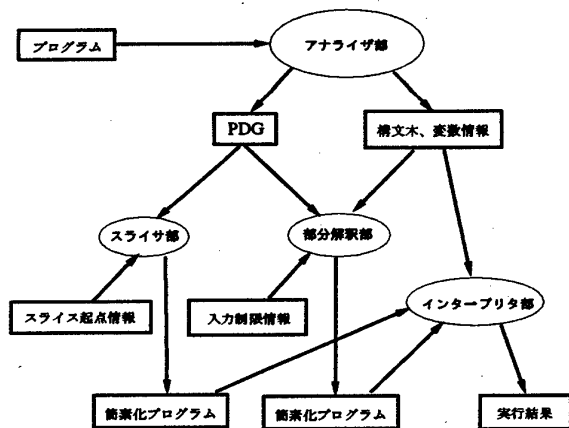 プログラム
アナライザ部
PDG
構文木、変数情報
スライサ部
部分解釈部
スライス起点情報
入力制限情報
インタープリタ部
簡素化プログラム
簡素化プログラム
実行結果